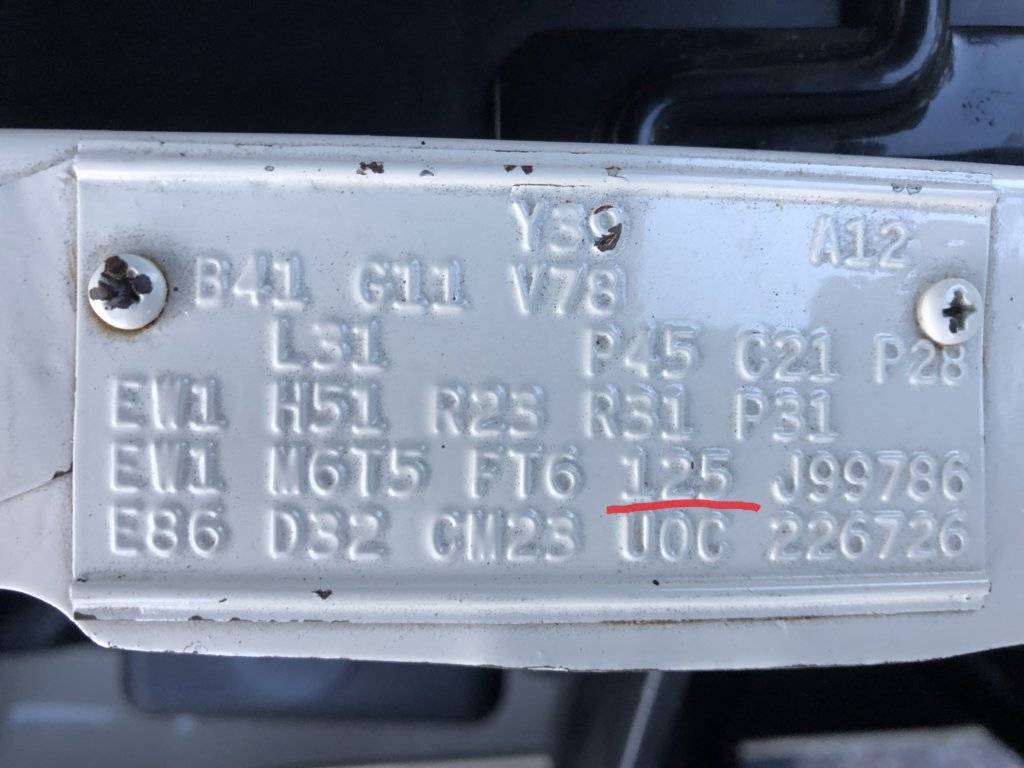 Y39 A12
B41 G11 V78
L31 P45 C21 P28
EW1 H51 R23 R31 P31
EW1 M6T5 FT6 125 J99786
E86 D32 CM23 U0C 226726